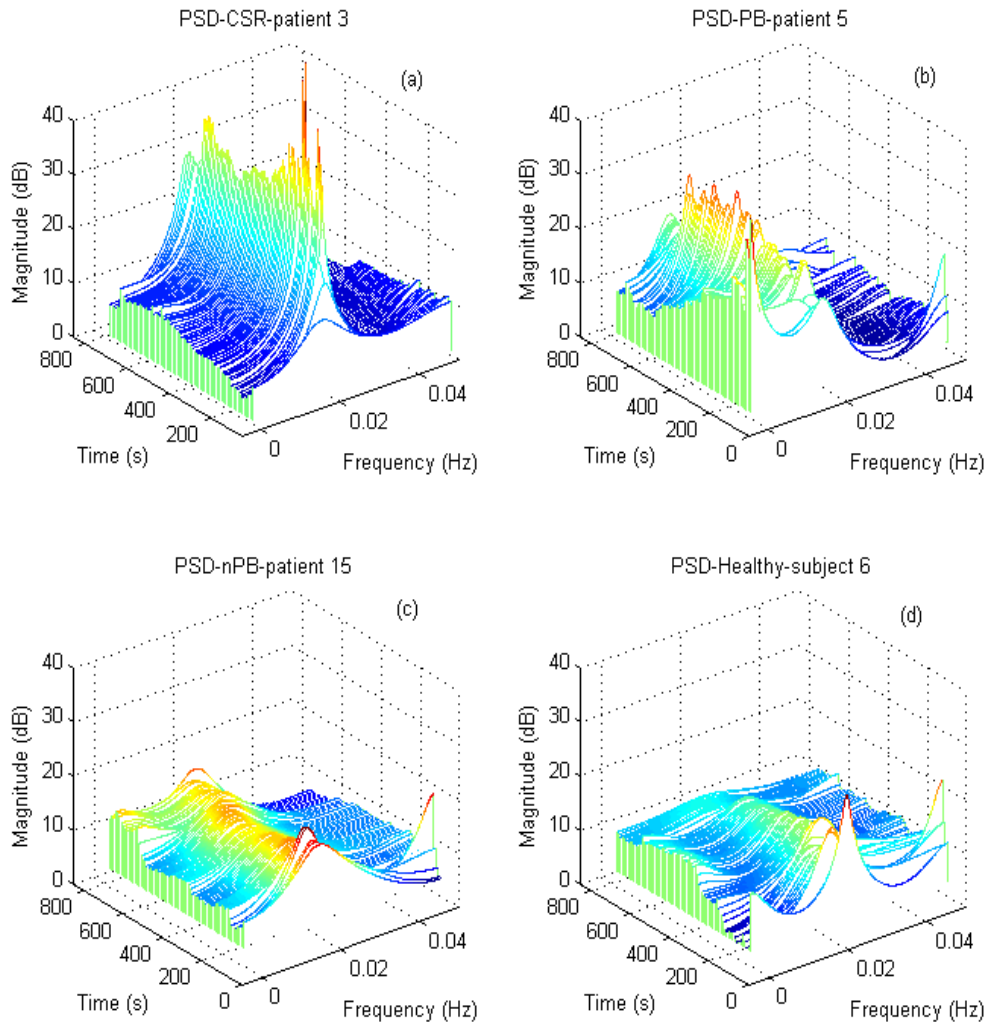 PSD-CSR-patient 3
(a)
40
30
20
10
0
Magnitude (dB)
800
600
400
200
0
Time (s)
0
0.02
0.04
Frequency (Hz)
PSD-PB-patient 5
(b)
40
30
20
10
0
Magnitude (dB)
800
600
400
200
0
Time (s)
0
0.02
0.04
Frequency (Hz)
PSD-nPB-patient 15
(c)
40
30
20
10
0
Magnitude (dB)
800
600
400
200
0
Time (s)
0
0.02
0.04
Frequency (Hz)
PSD-Healthy-subject 6
(d)
40
30
20
10
0
Magnitude (dB)
800
600
400
200
0
Time (s)
0
0.02
0.04
Frequency (Hz)